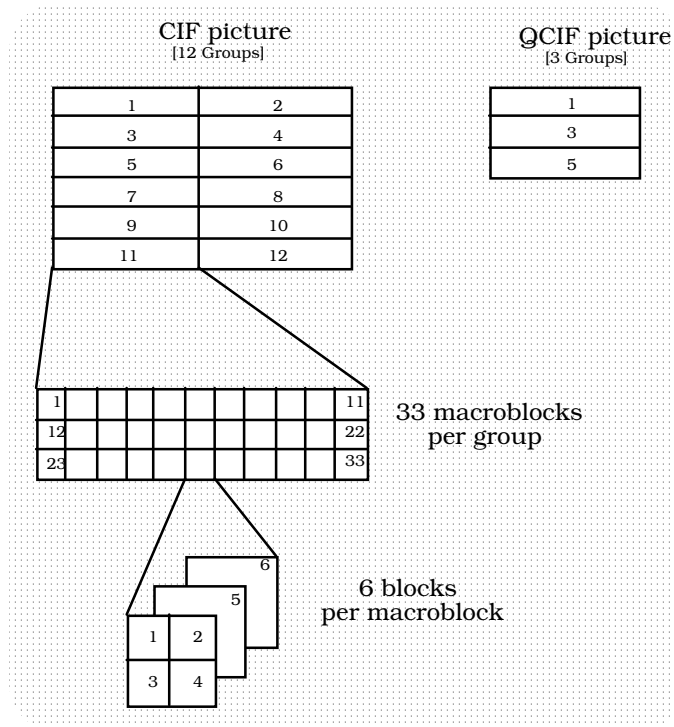 CIF picture
[12 Groups]
QCIF picture
[3 Groups]
1 2
3 4
5 6
7 8
9 10
11 12
1
3
5
1 11
12 22
23 33
33 macroblocks
per group
6
5
1 2
3 4
6 blocks
per macroblock